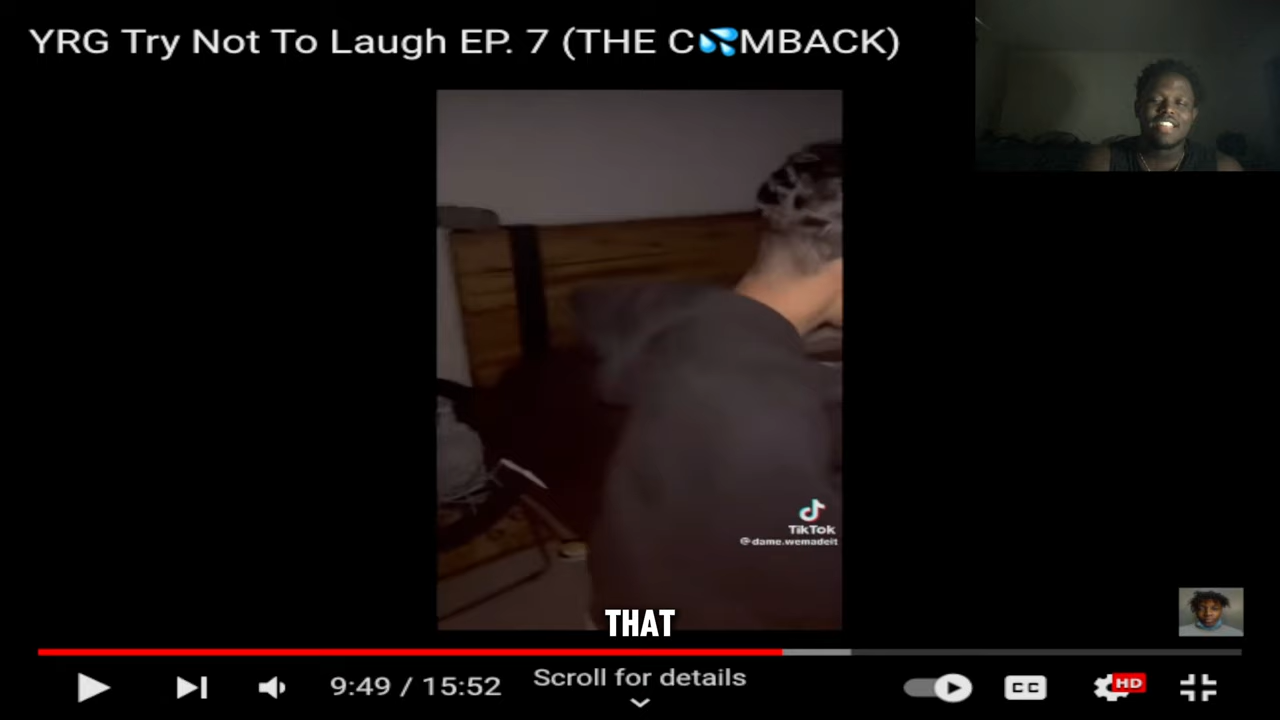 YRG Try Not To Laugh EP. 7 (THE C💦MBACK)
TikTok
@dame.wemadeit
THAT
9:49 / 15:52
Scroll for details
CC
HD